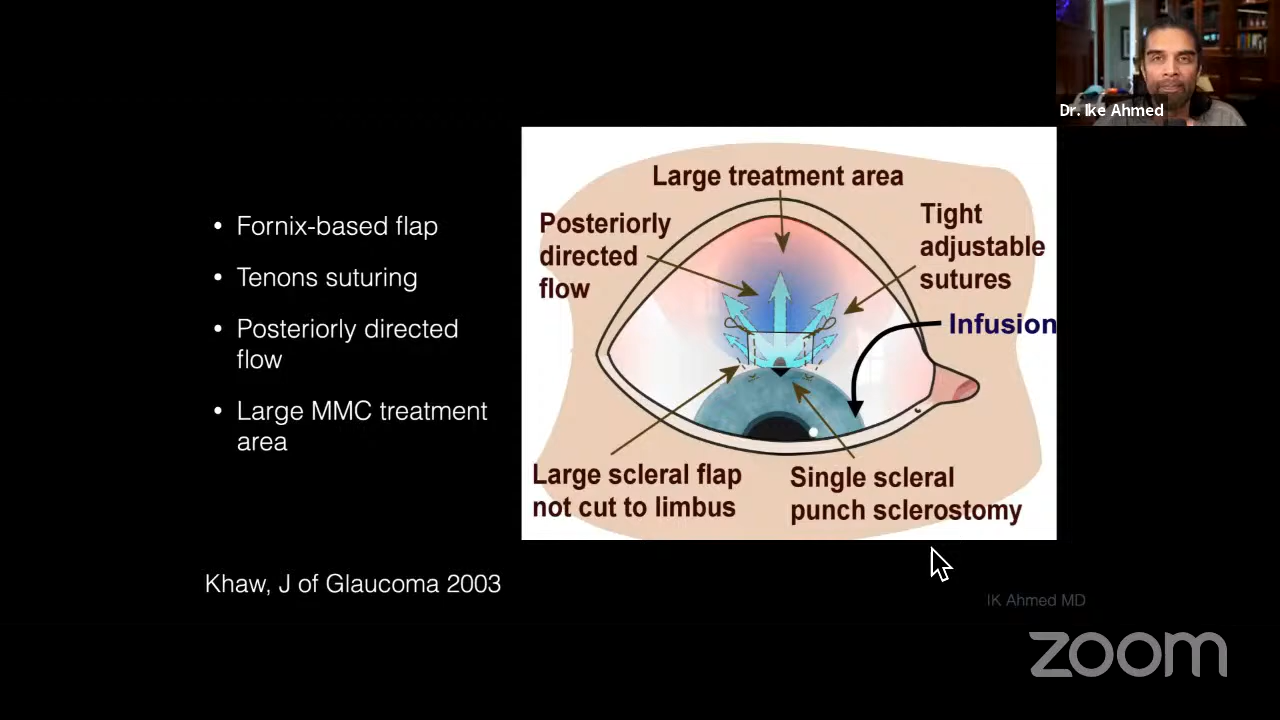 Dr. Ike Ahmed
Large treatment area
Posteriorly
directed
flow
Tight
adjustable
sutures
Infusion
Large scleral flap
not cut to limbus
Single scleral
punch sclerostomy
• Fornix-based flap
• Tenons suturing
• Posteriorly directed
flow
• Large MMC treatment
area
Khaw, J of Glaucoma 2003
IK Ahmed MD
zoom